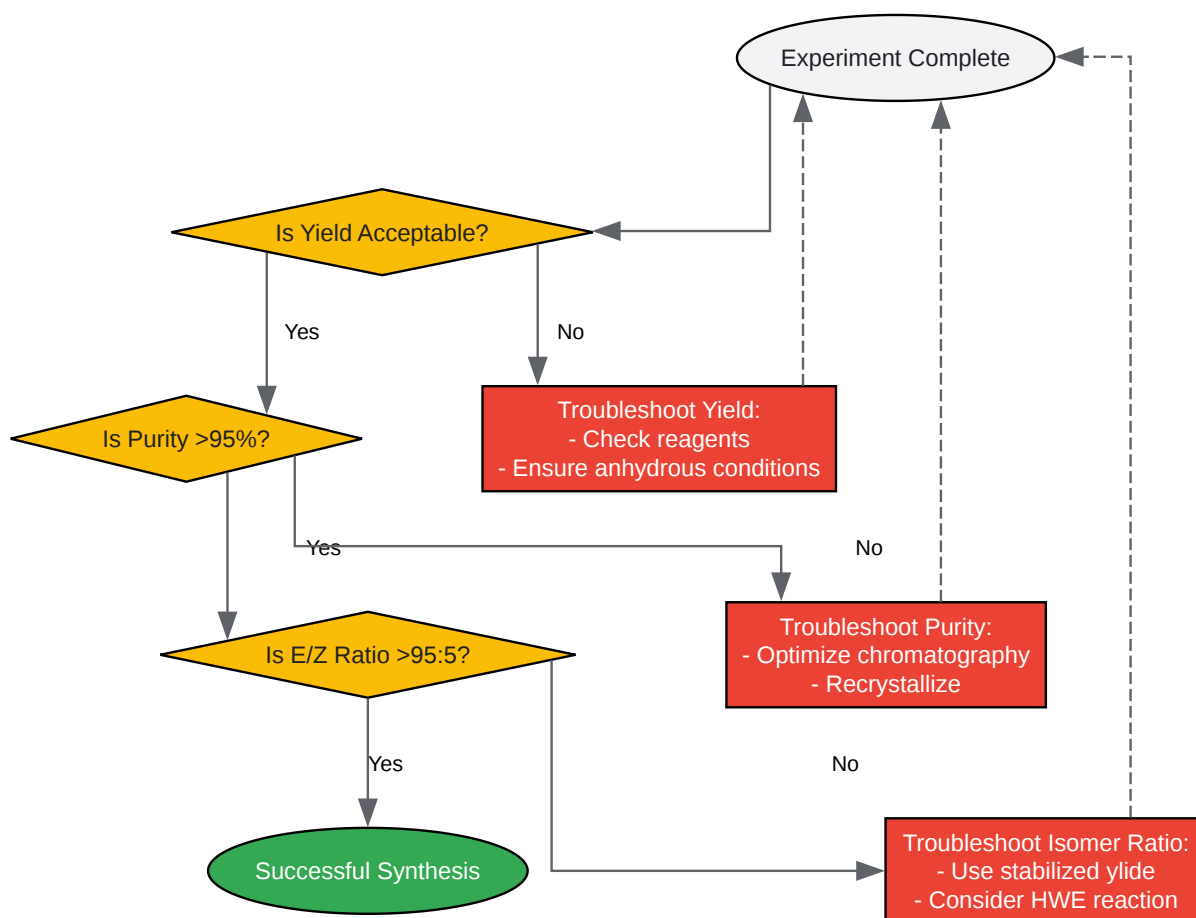 Experiment Complete
Is Yield Acceptable?
Yes
No
Troubleshoot Yield:
- Check reagents
- Ensure anhydrous conditions
Is Purity >95%?
Yes
No
Troubleshoot Purity:
- Optimize chromatography
- Recrystallize
Is E/Z Ratio >95:5?
Yes
No
Successful Synthesis
Troubleshoot Isomer Ratio:
- Use stabilized ylide
- Consider HWE reaction